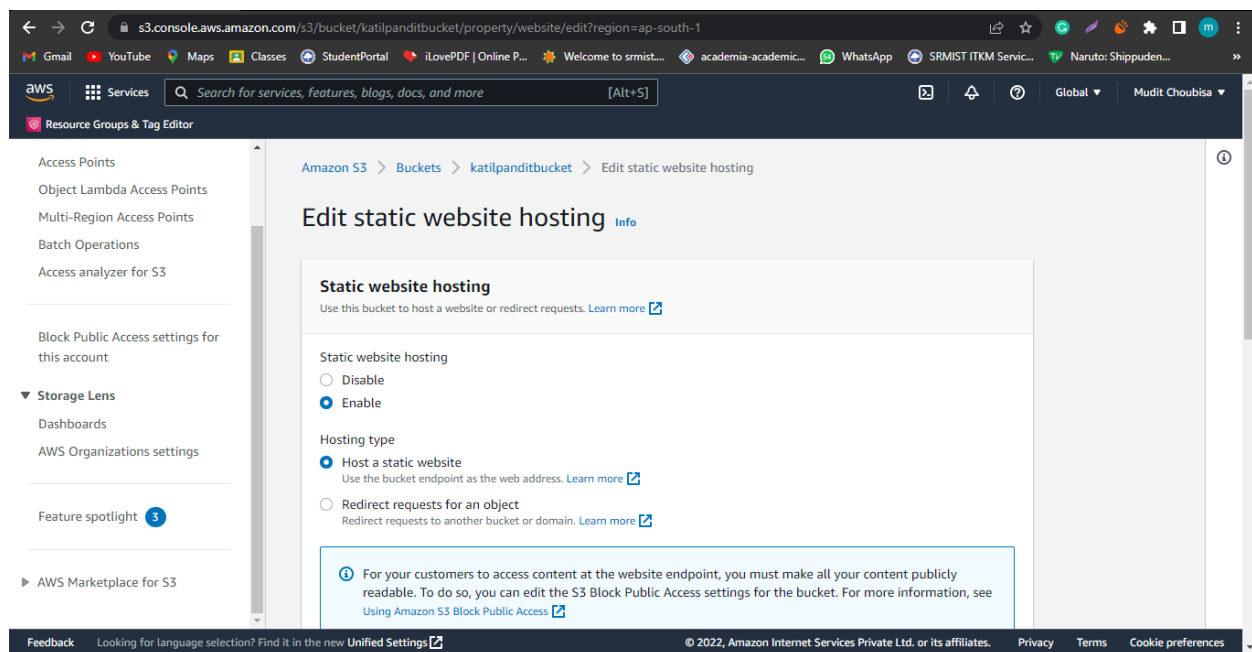 s3.console.aws.amazon.com/s3/bucket/katilpanditbucket/property/website/edit?region=ap-south-1
m
Gmail YouTube Maps Classes StudentPortal iLovePDF | Online P... Welcome to srmist... academia-academic... WhatsApp SRMIST ITKM Servic... Naruto: Shippuden... »
aws Services Search for services, features, blogs, docs, and more [Alt+S] Global Mudit Choubisa
Resource Groups & Tag Editor
Access Points
Object Lambda Access Points
Multi-Region Access Points
Batch Operations
Access analyzer for S3
Block Public Access settings for
this account
Storage Lens
Dashboards
AWS Organizations settings
Feature spotlight 3
AWS Marketplace for S3
Amazon S3 > Buckets > katilpanditbucket > Edit static website hosting
Edit static website hosting Info
Static website hosting
Use this bucket to host a website or redirect requests. Learn more
Static website hosting
Disable
Enable
Hosting type
Host a static website
Use the bucket endpoint as the web address. Learn more
Redirect requests for an object
Redirect requests to another bucket or domain. Learn more
For your customers to access content at the website endpoint, you must make all your content publicly
readable. To do so, you can edit the S3 Block Public Access settings for the bucket. For more information, see
Using Amazon S3 Block Public Access
Feedback Looking for language selection? Find it in the new Unified Settings © 2022, Amazon Internet Services Private Ltd. or its affiliates. Privacy Terms Cookie preferences